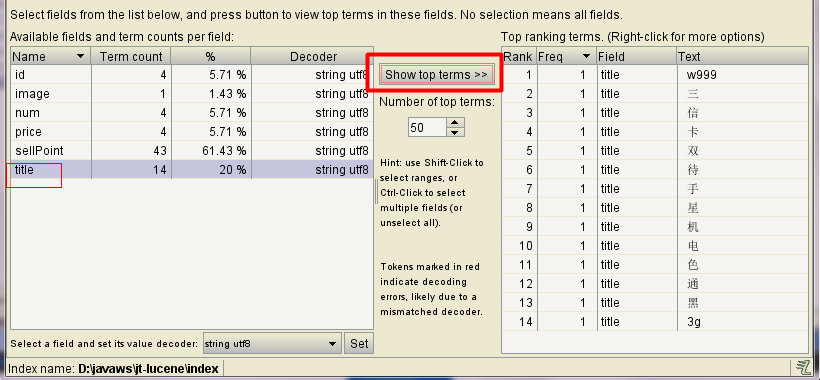 Select fields from the list below, and press button to view top terms in these fields. No selection means all fields.
Available fields and term counts per field:
Name Term count % Decoder
id 4 5.71 % string utf8
image 1 1.43 % string utf8
num 4 5.71 % string utf8
price 4 5.71 % string utf8
sellPoint 43 61.43 % string utf8
title 14 20 % string utf8
Select a field and set its value decoder: string utf8 Set
Show top terms >>
Number of top terms:
50
Hint: use Shift-Click to
select ranges, or
Ctrl-Click to select
multiple fields (or
unselect all).
Tokens marked in red
indicate decoding
errors, likely due to a
mismatched decoder.
Top ranking terms. (Right-click for more options)
Rank Freq Field Text
1 1 title w999
2 1 title 三
3 1 title 信
4 1 title 卡
5 1 title 双
6 1 title 待
7 1 title 手
8 1 title 星
9 1 title 机
10 1 title 电
11 1 title 色
12 1 title 通
13 1 title 黑
14 1 title 3g
Index name: D:\javaws\jt-lucene\index